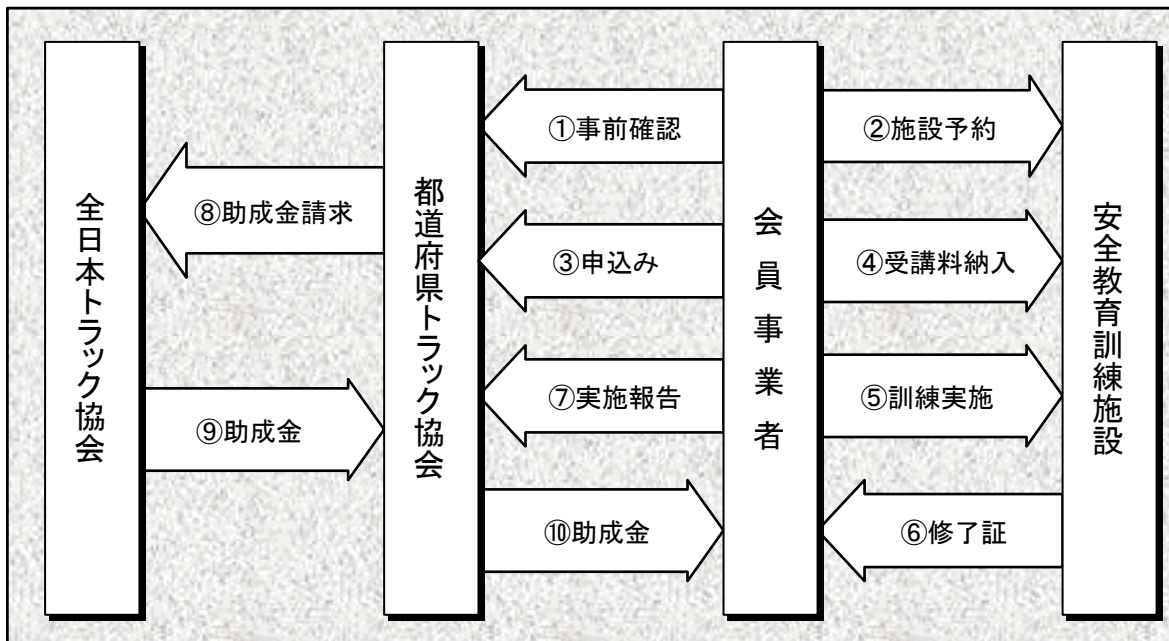 全日本トラック協会
都道府県トラック協会
会員事業者
安全教育訓練施設
①事前確認
②施設予約
③申込み
④受講料納入
⑦実施報告
⑤訓練実施
⑧助成金請求
⑨助成金
⑩助成金
⑥修了証